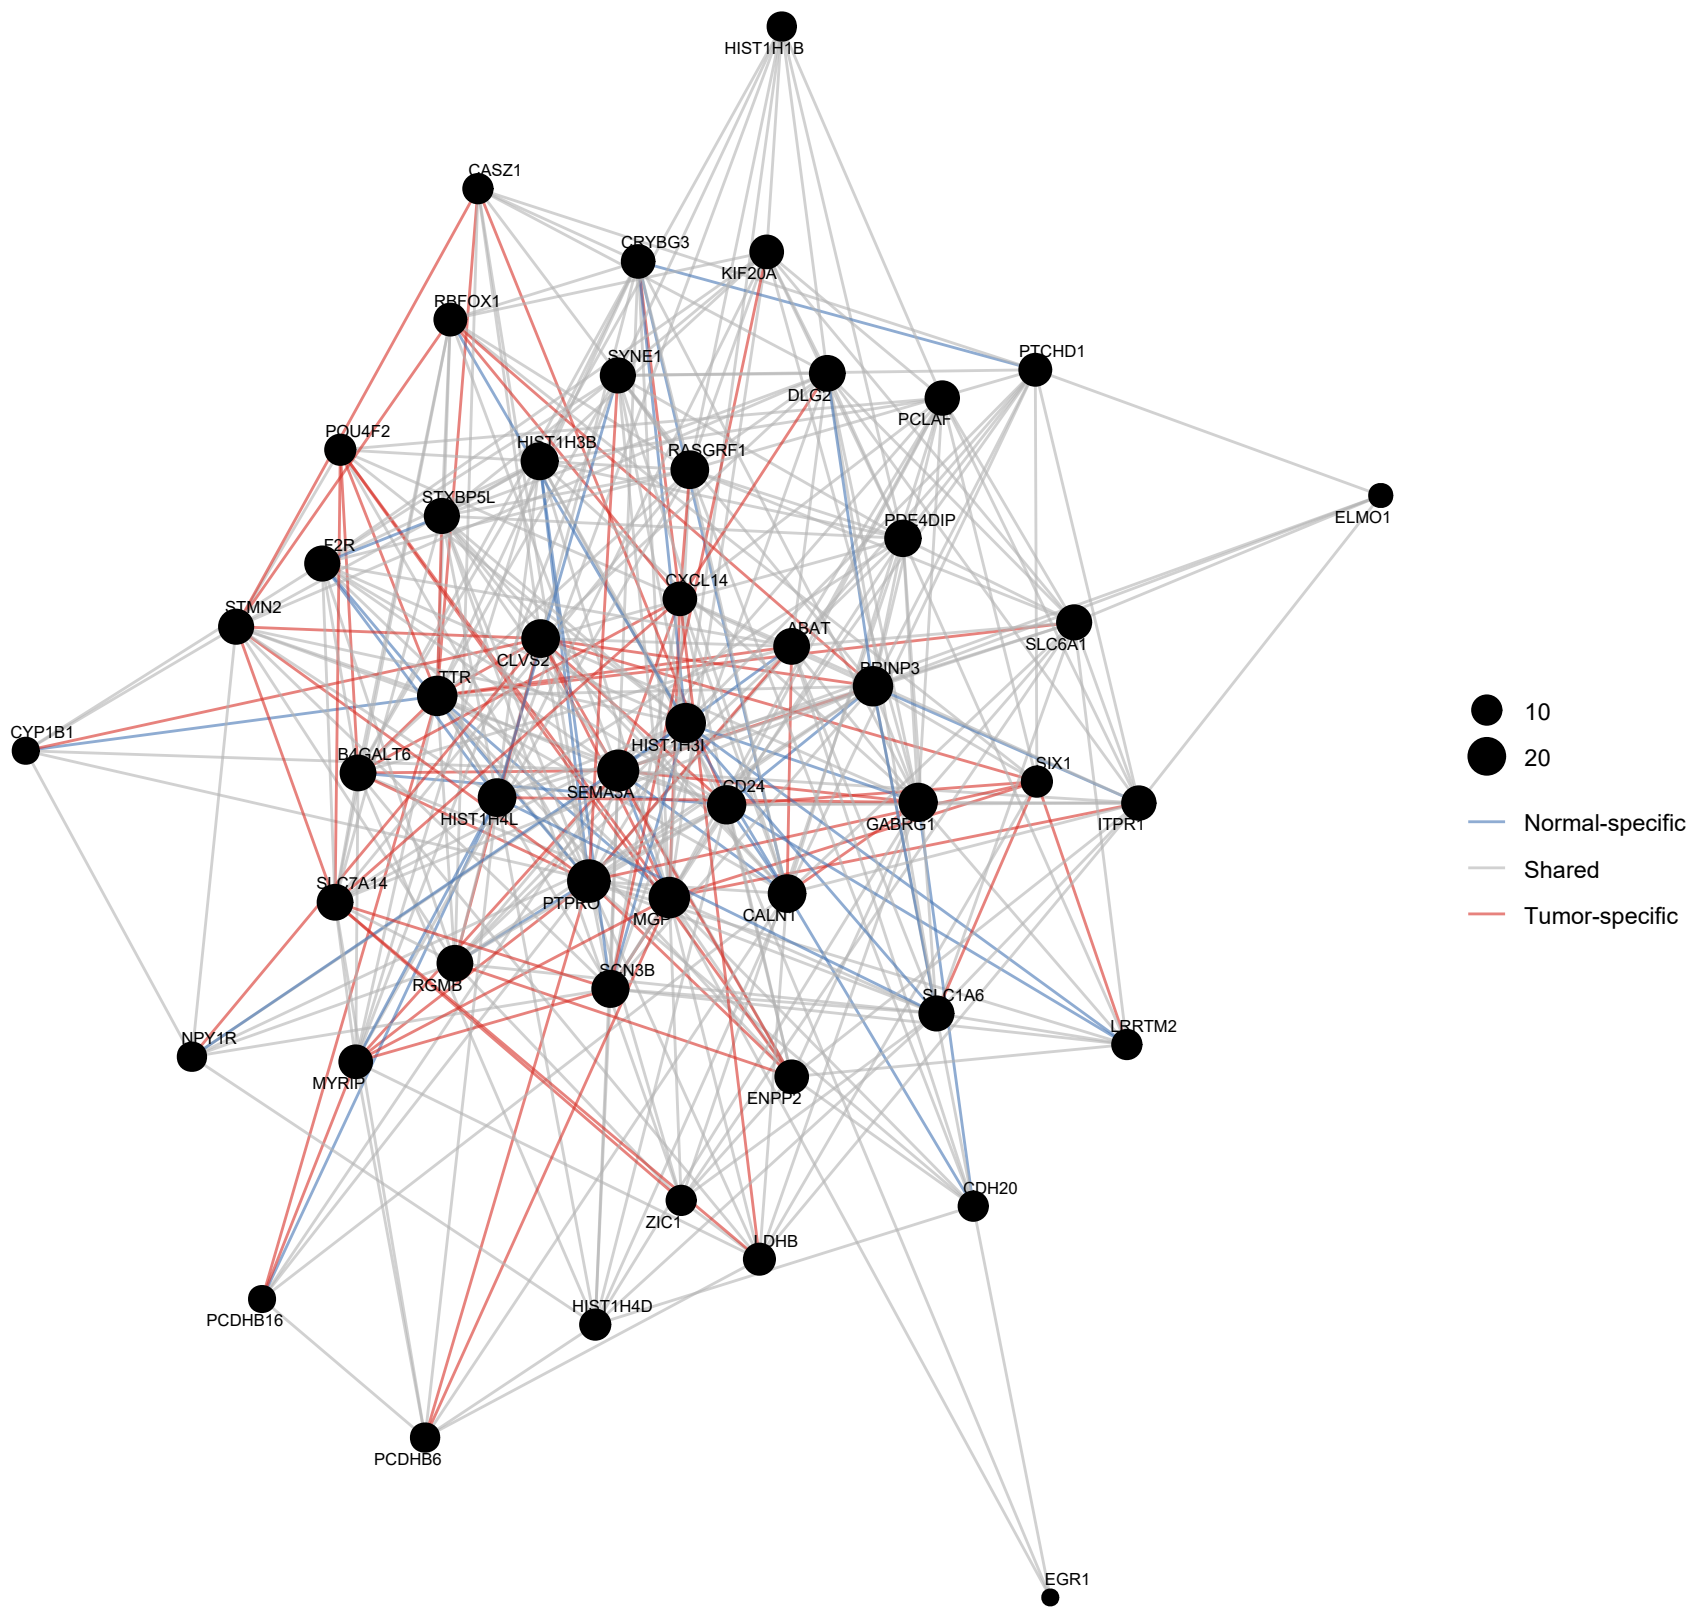 HIST1H1B
CASZ1
CRYBG3
KIF20A
RBFOX1
SYNE1
PTCHD1
DLG2
PCLAF
POU4F2
HIST1H3B
RASGRF1
STXBP5L
ELMO1
PDE4DIP
F2R
CXCL14
STMN2
ABAT
SLC6A1
CLVS2
BRINP3
TTR
CYP1B1
HIST1H3I
B4GALT6
SIX1
SEMA3A
CD24
HIST1H4L
GABRG1
ITPR1
SLC7A14
PTPRO
MGP
CALN1
SCN3B
RGMB
SLC1A6
LRRTM2
NPY1R
MYRIP
ENPP2
CDH20
ZIC1
LDHB
HIST1H4D
PCDHB16
PCDHB6
EGR1
10
20
Normal-specific
Shared
Tumor-specific